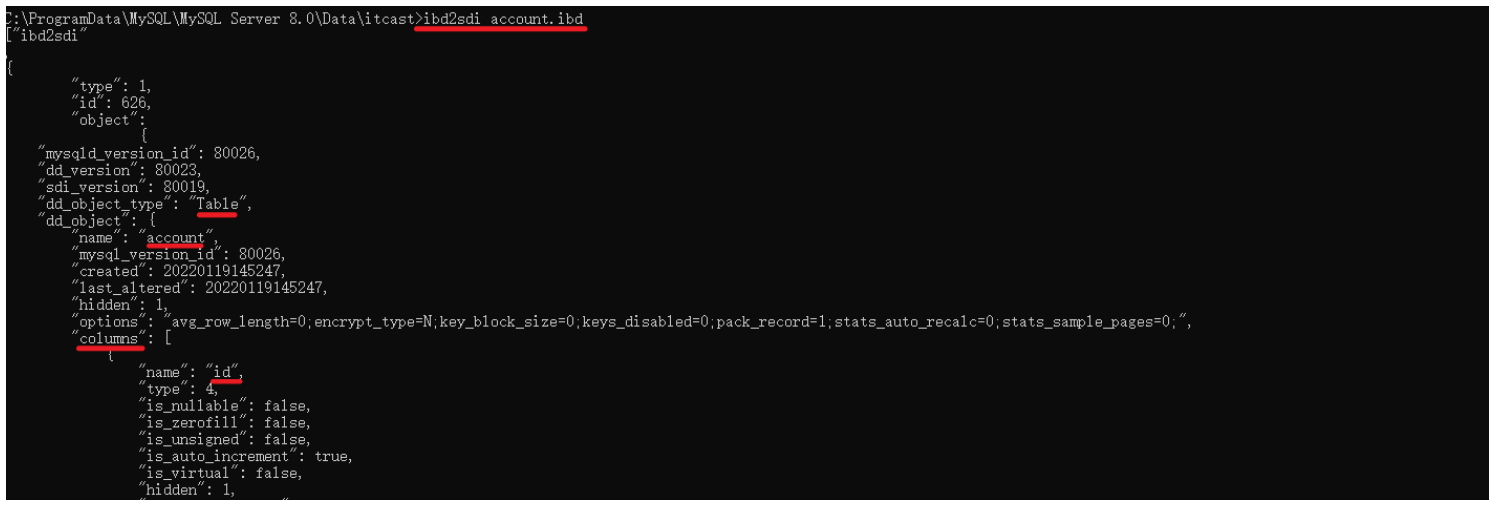 C:\ProgramData\MySQL\MySQL Server 8.0\Data\itcast>ibd2sdi account.ibd
["ibd2sdi"
,
{
"type": 1,
"id": 626,
"object":
{
"mysqld_version_id": 80026,
"dd_version": 80023,
"sdi_version": 80019,
"dd_object_type": "Table",
"dd_object": {
"name": "account",
"mysql_version_id": 80026,
"created": 20220119145247,
"last_altered": 20220119145247,
"hidden": 1,
"options": "avg_row_length=0;encrypt_type=N;key_block_size=0;keys_disabled=0;pack_record=1;stats_auto_recalc=0;stats_sample_pages=0;",
"columns": [
{
"name": "id",
"type": 4,
"is_nullable": false,
"is_zerofill": false,
"is_unsigned": false,
"is_auto_increment": true,
"is_virtual": false,
"hidden": 1,